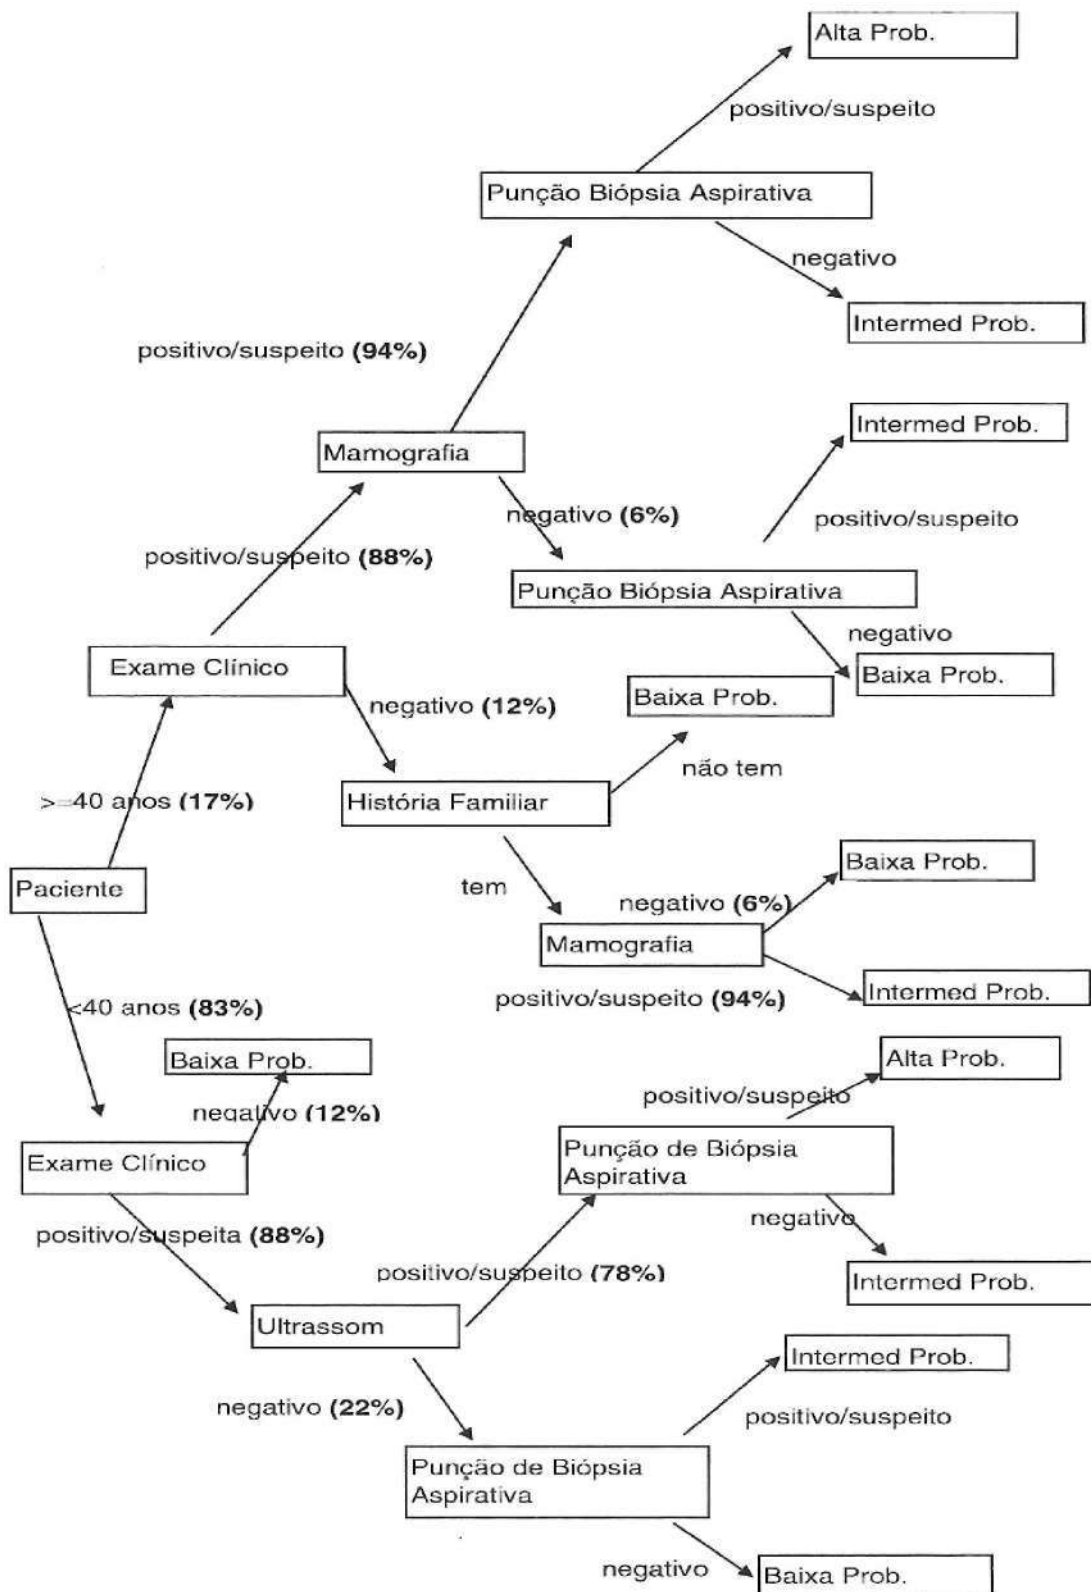 Alta Prob.
positivo/suspeito
Punção Biópsia Aspirativa
negativo
Intermed Prob.
positivo/suspeito (94%)
Intermed Prob.
Mamografia
negativo (6%)
positivo/suspeito
positivo/suspeito (88%)
Punção Biópsia Aspirativa
negativo
Exame Clínico
Baixa Prob.
negativo (12%)
Baixa Prob.
não tem
>=40 anos (17%)
História Familiar
Baixa Prob.
Paciente
tem
negativo (6%)
Mamografia
positivo/suspeito (94%)
Intermed Prob.
<40 anos (83%)
Baixa Prob.
Alta Prob.
negativo (12%)
positivo/suspeito
Exame Clínico
Punção de Biópsia
Aspirativa
negativo
positivo/suspeita (88%)
positivo/suspeito (78%)
Intermed Prob.
Ultrassom
Intermed Prob.
negativo (22%)
positivo/suspeito
Punção de Biópsia
Aspirativa
negativo
Baixa Prob.